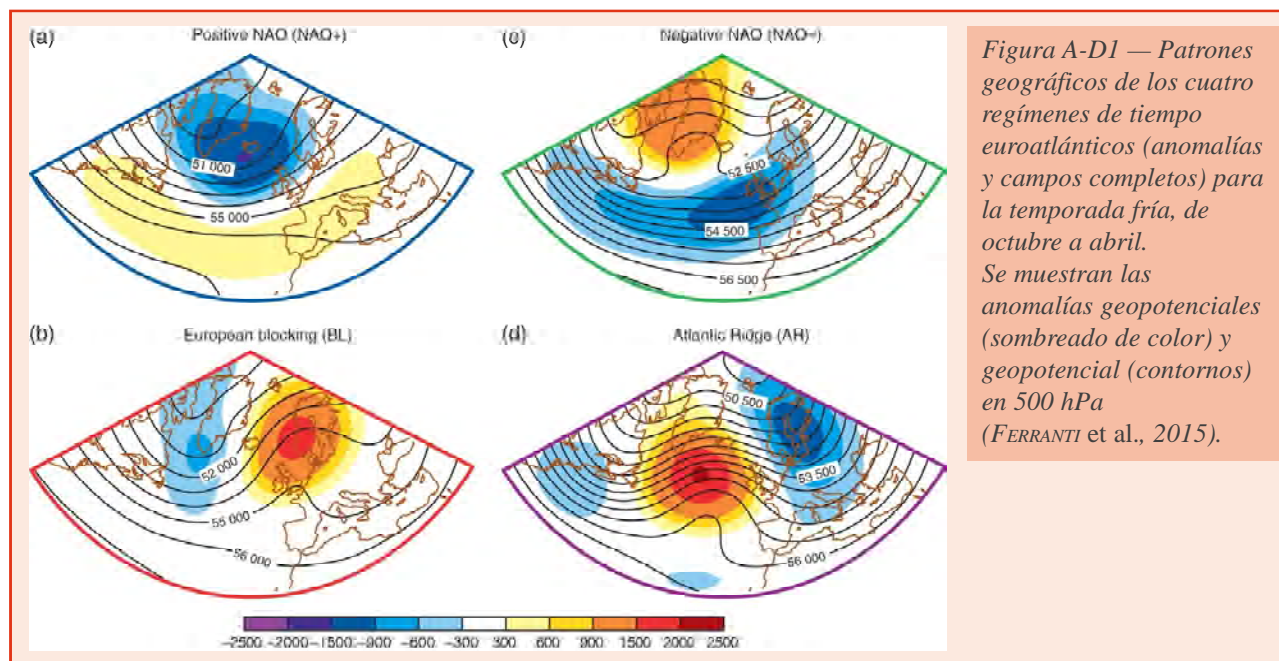 (a) Positive NAO (NAO+)
51 000
55 000
(c) Negative NAO (NAO–)
52 500
54 500
56 500
(b) European blocking (BL)
52 000
55 000
56 000
(d) Atlantic Ridge (AR)
50 500
53 500
56 000
–2500 –2000 –1500 –900 –600 –300 300 600 900 1500 2000 2500
Figura A-D1 — Patrones
geográficos de los cuatro
regímenes de tiempo
euroatlánticos (anomalías
y campos completos) para
la temporada fría, de
octubre a abril.
Se muestran las
anomalías geopotenciales
(sombreado de color) y
geopotencial (contornos)
en 500 hPa
(FERRANTI et al., 2015).